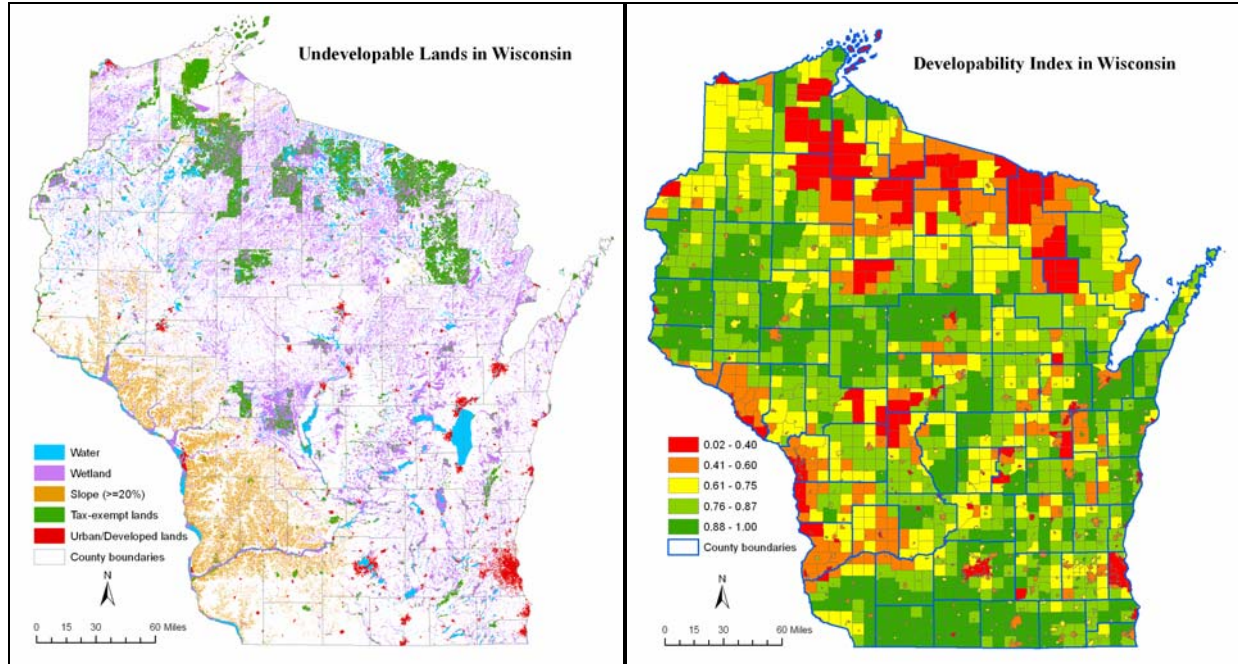 Undevelopable Lands in Wisconsin
Water
Wetland
Slope (>=20%)
Tax-exempt lands
Urban/Developed lands
County boundaries
N
0 15 30 60 Miles
Developability Index in Wisconsin
0.02 - 0.40
0.41 - 0.60
0.61 - 0.75
0.76 - 0.87
0.88 - 1.00
County boundaries
N
0 15 30 60 Miles